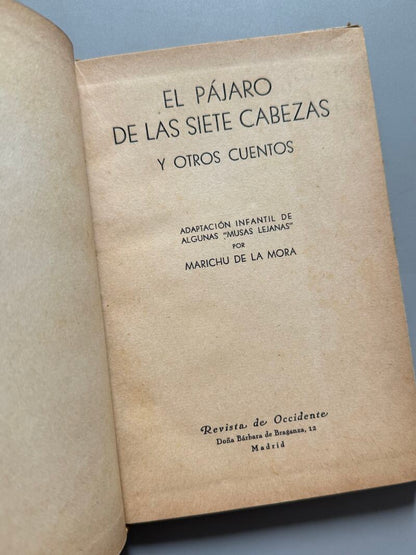 EL PÁJARO
DE LAS SIETE CABEZAS
Y OTROS CUENTOS
ADAPTACIÓN INFANTIL DE
ALGUNAS "MUSAS LEJANAS"
POR
MARICHU DE LA MORA
Revista de Occidente
Doña Bárbara de Braganza, 12
Madrid